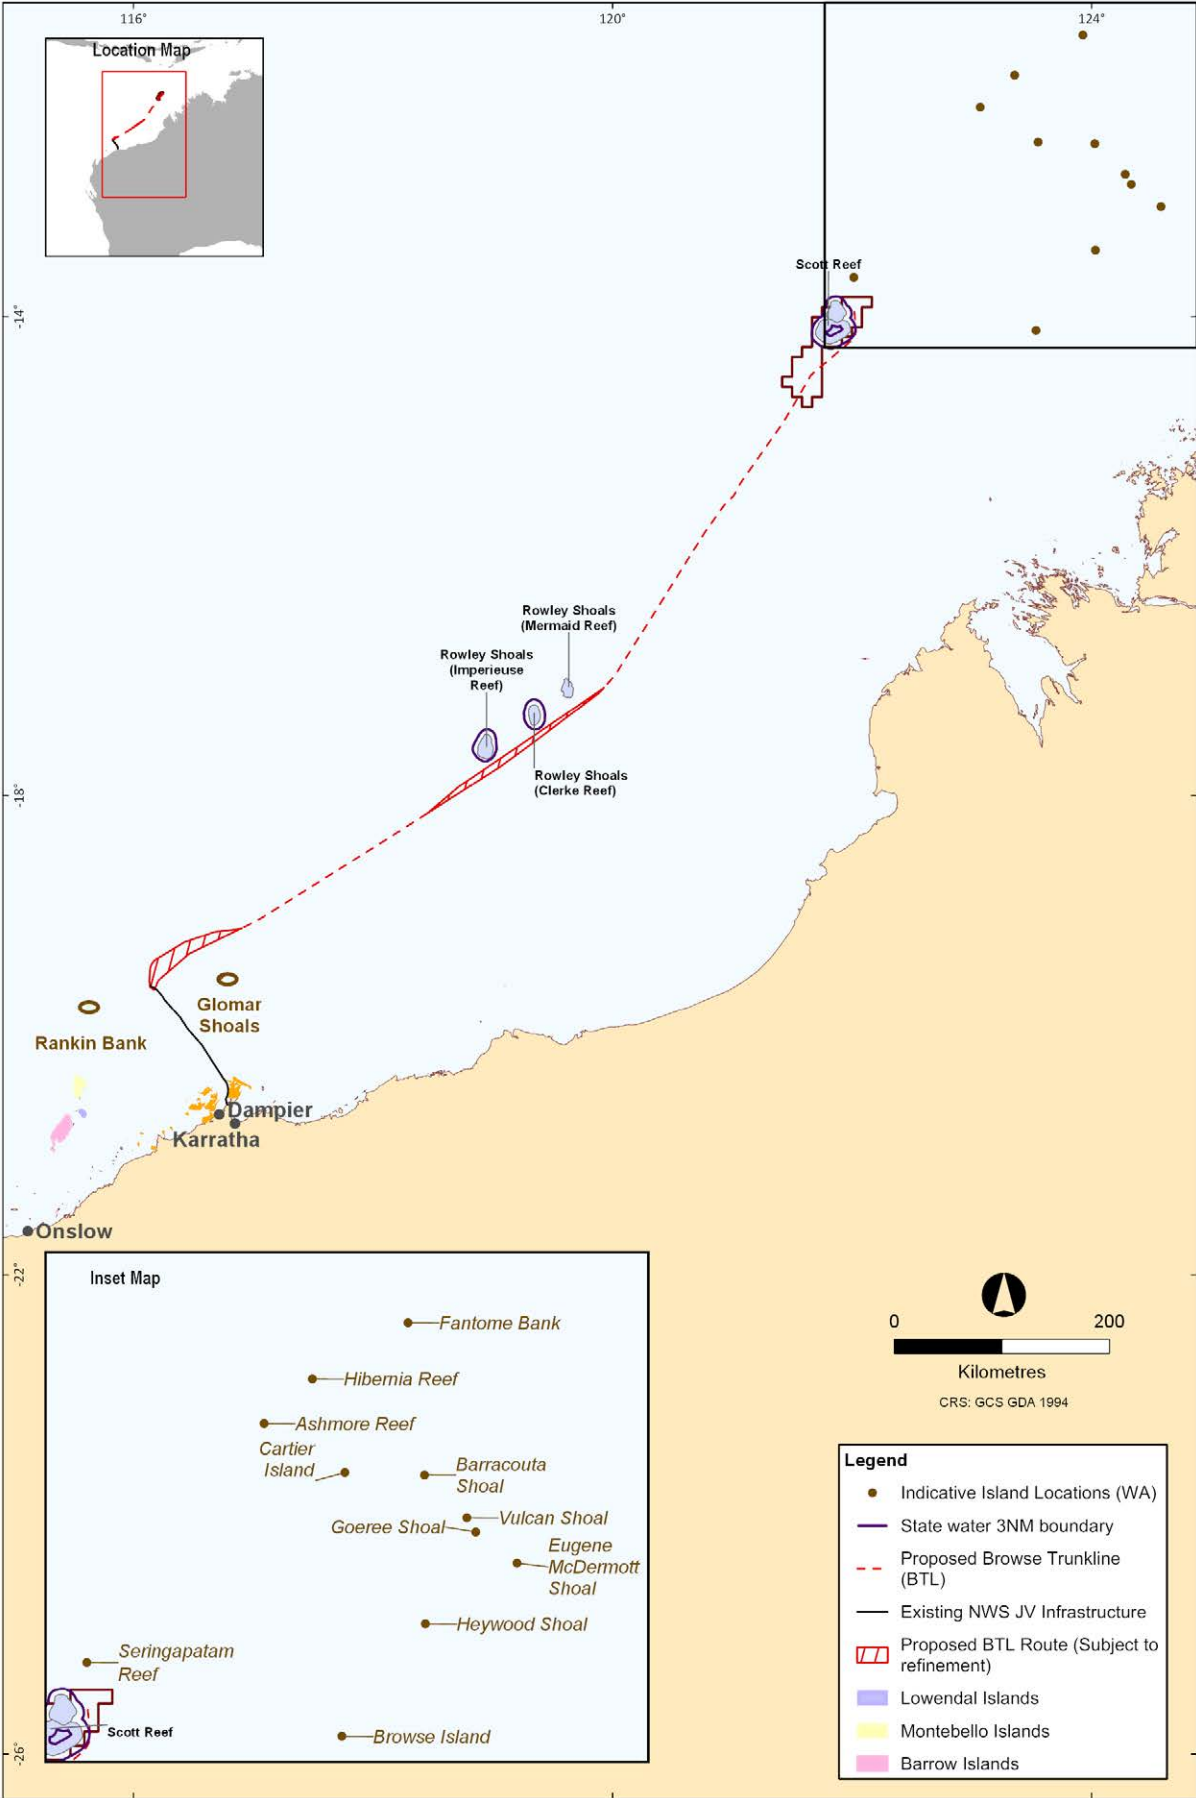 116°
120°
124°
Location Map
Scott Reef
-14°
Rowley Shoals
(Mermaid Reef)
Rowley Shoals
(Imperieuse
Reef)
Rowley Shoals
(Clerke Reef)
-18°
Glomar
Shoals
Rankin Bank
Dampier
Karratha
Onslow
-22°
Inset Map
Fantome Bank
Hibernia Reef
Ashmore Reef
Cartier
Island
Barracouta
Shoal
Vulcan Shoal
Goeree Shoal
Eugene
McDermott
Shoal
Heywood Shoal
Seringapatam
Reef
Scott Reef
Browse Island
-26°
0 200
Kilometres
CRS: GCS GDA 1994
Legend
Indicative Island Locations (WA)
State water 3NM boundary
Proposed Browse Trunkline
(BTL)
Existing NWS JV Infrastructure
Proposed BTL Route (Subject to
refinement)
Lowendal Islands
Montebello Islands
Barrow Islands